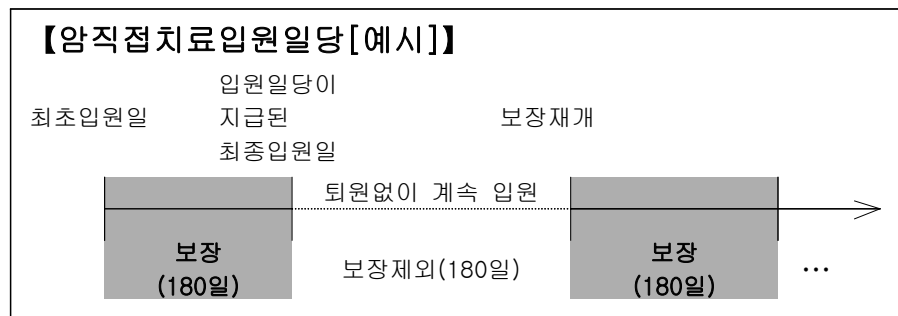 【암직접치료입원일당[예시]】
입원일당이
최초입원일 지급된 보장재개
최종입원일
퇴원없이 계속 입원
보장 보장제외(180일) 보장 …
(180일) (180일)